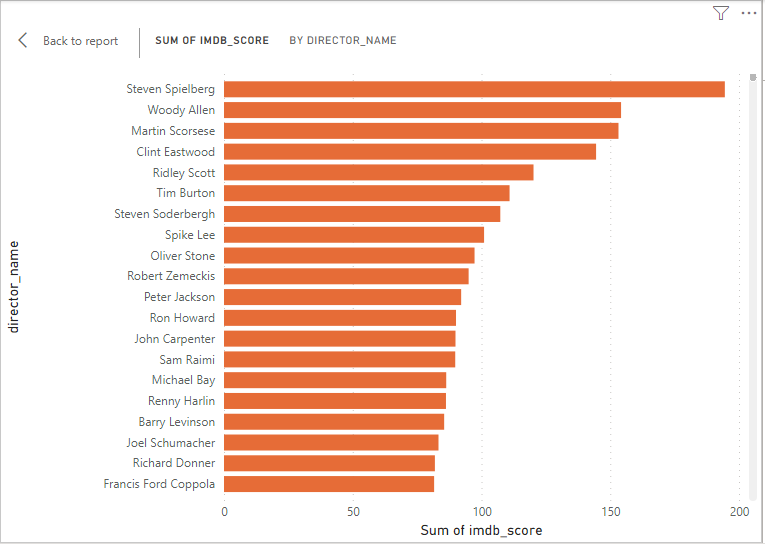 Back to report
SUM OF IMDB_SCORE
BY DIRECTOR_NAME
director_name
Steven Spielberg
Woody Allen
Martin Scorsese
Clint Eastwood
Ridley Scott
Tim Burton
Steven Soderbergh
Spike Lee
Oliver Stone
Robert Zemeckis
Peter Jackson
Ron Howard
John Carpenter
Sam Raimi
Michael Bay
Renny Harlin
Barry Levinson
Joel Schumacher
Richard Donner
Francis Ford Coppola
0 50 100 150 200
Sum of imdb_score